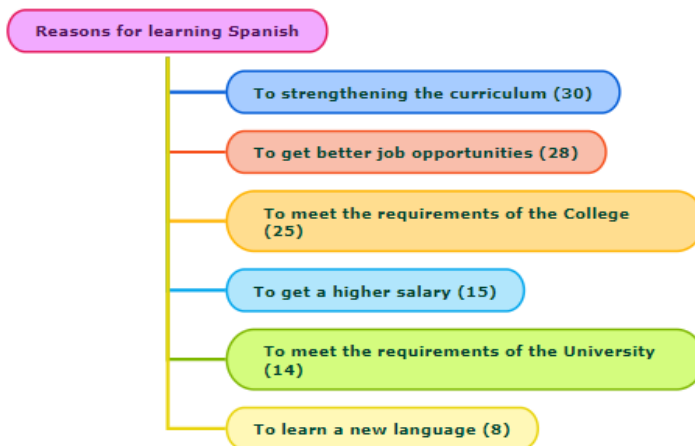 Reasons for learning Spanish
To strengthening the curriculum (30)
To get better job opportunities (28)
To meet the requirements of the College
(25)
To get a higher salary (15)
To meet the requirements of the University
(14)
To learn a new language (8)